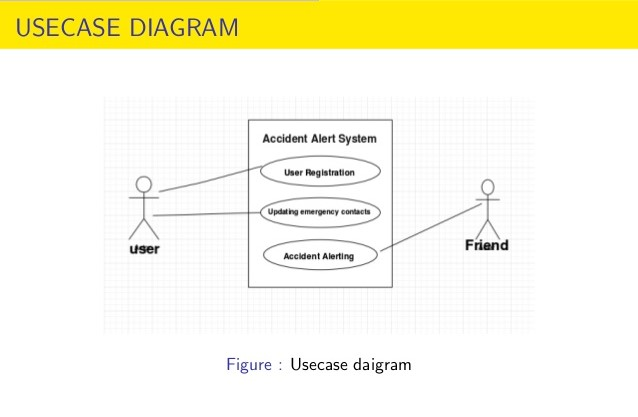 USECASE DIAGRAM
Accident Alert System
User Registration
Updating emergency contacts
Accident Alerting
user
Friend
Figure : Usecase daigram